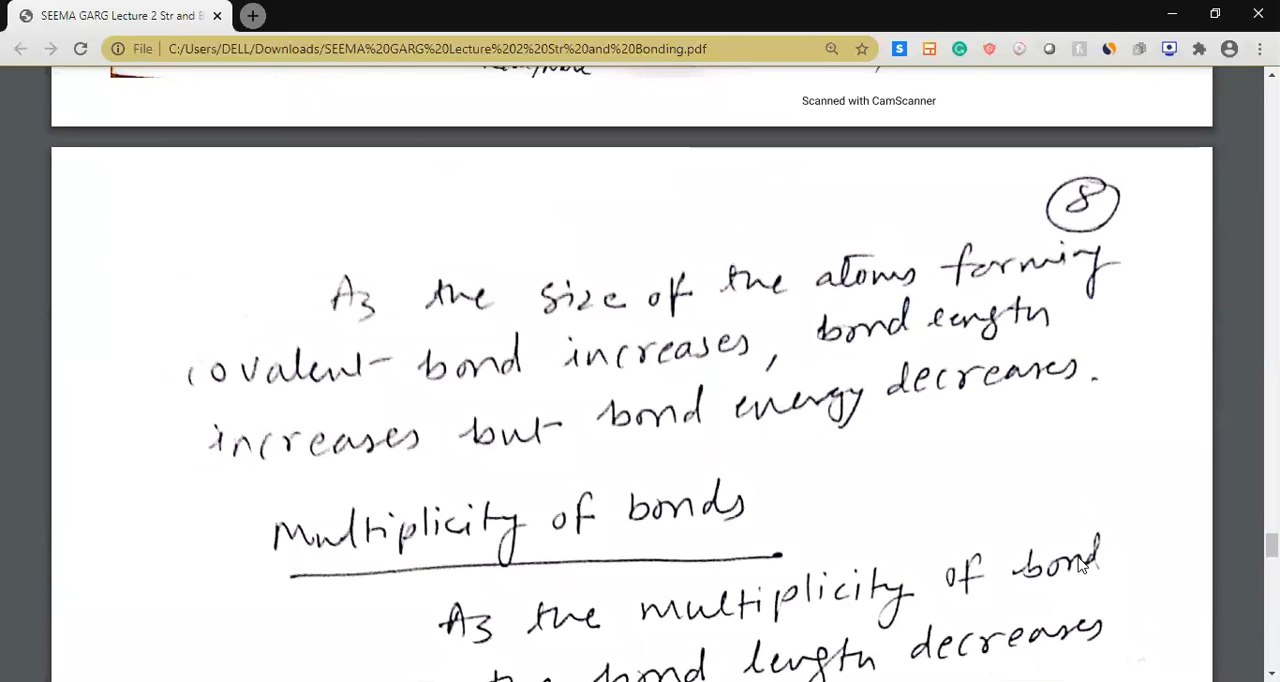 SEEMA GARG Lecture 2 Str and B
File C:/Users/DELL/Downloads/SEEMA%20GARG%20Lecture%202%20Str%20and%20Bonding.pdf
Scanned with CamScanner
8
As the size of the atoms forming
covalent bond increases, bond length
increases but bond energy decreases.
Multiplicity of bonds
As the multiplicity of bond
the bond length decreases